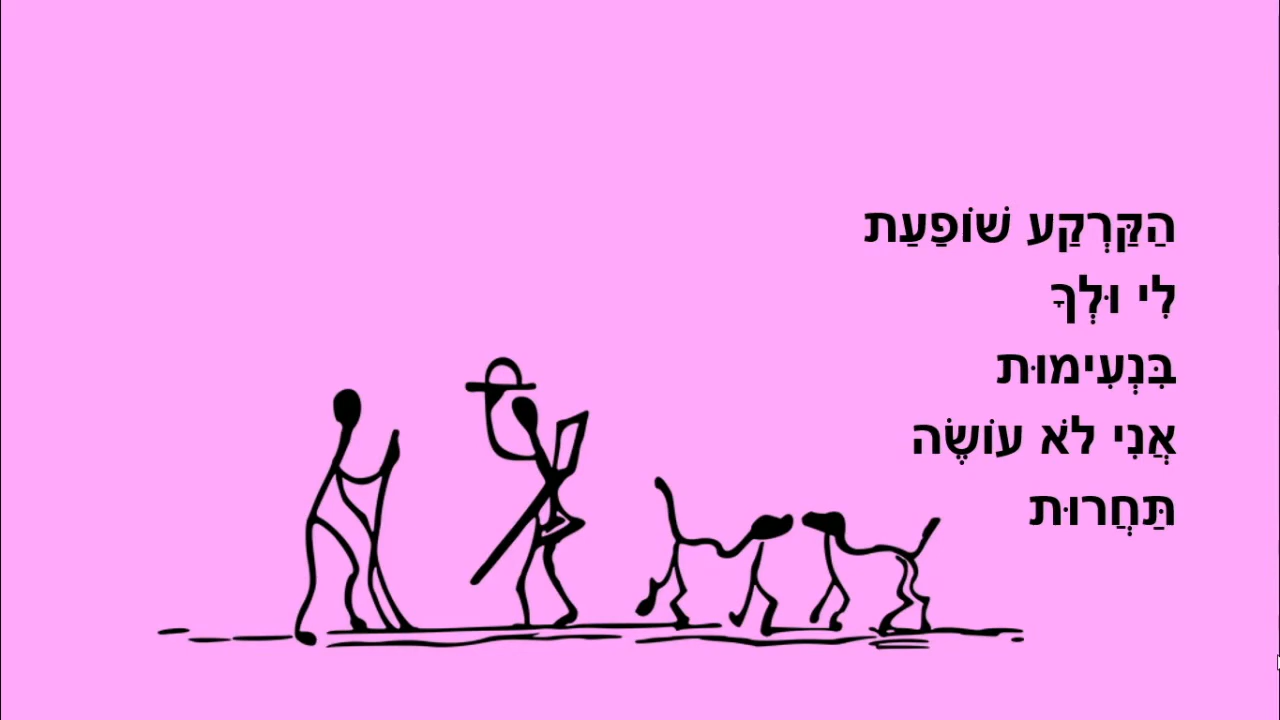 הַקַּרְקַע שׁוֹפַעַת
לִי וּלְךָ
בִּנְעִימוּת
אֲנִי לֹא עוֹשֶׂה
תַּחֲרוּת